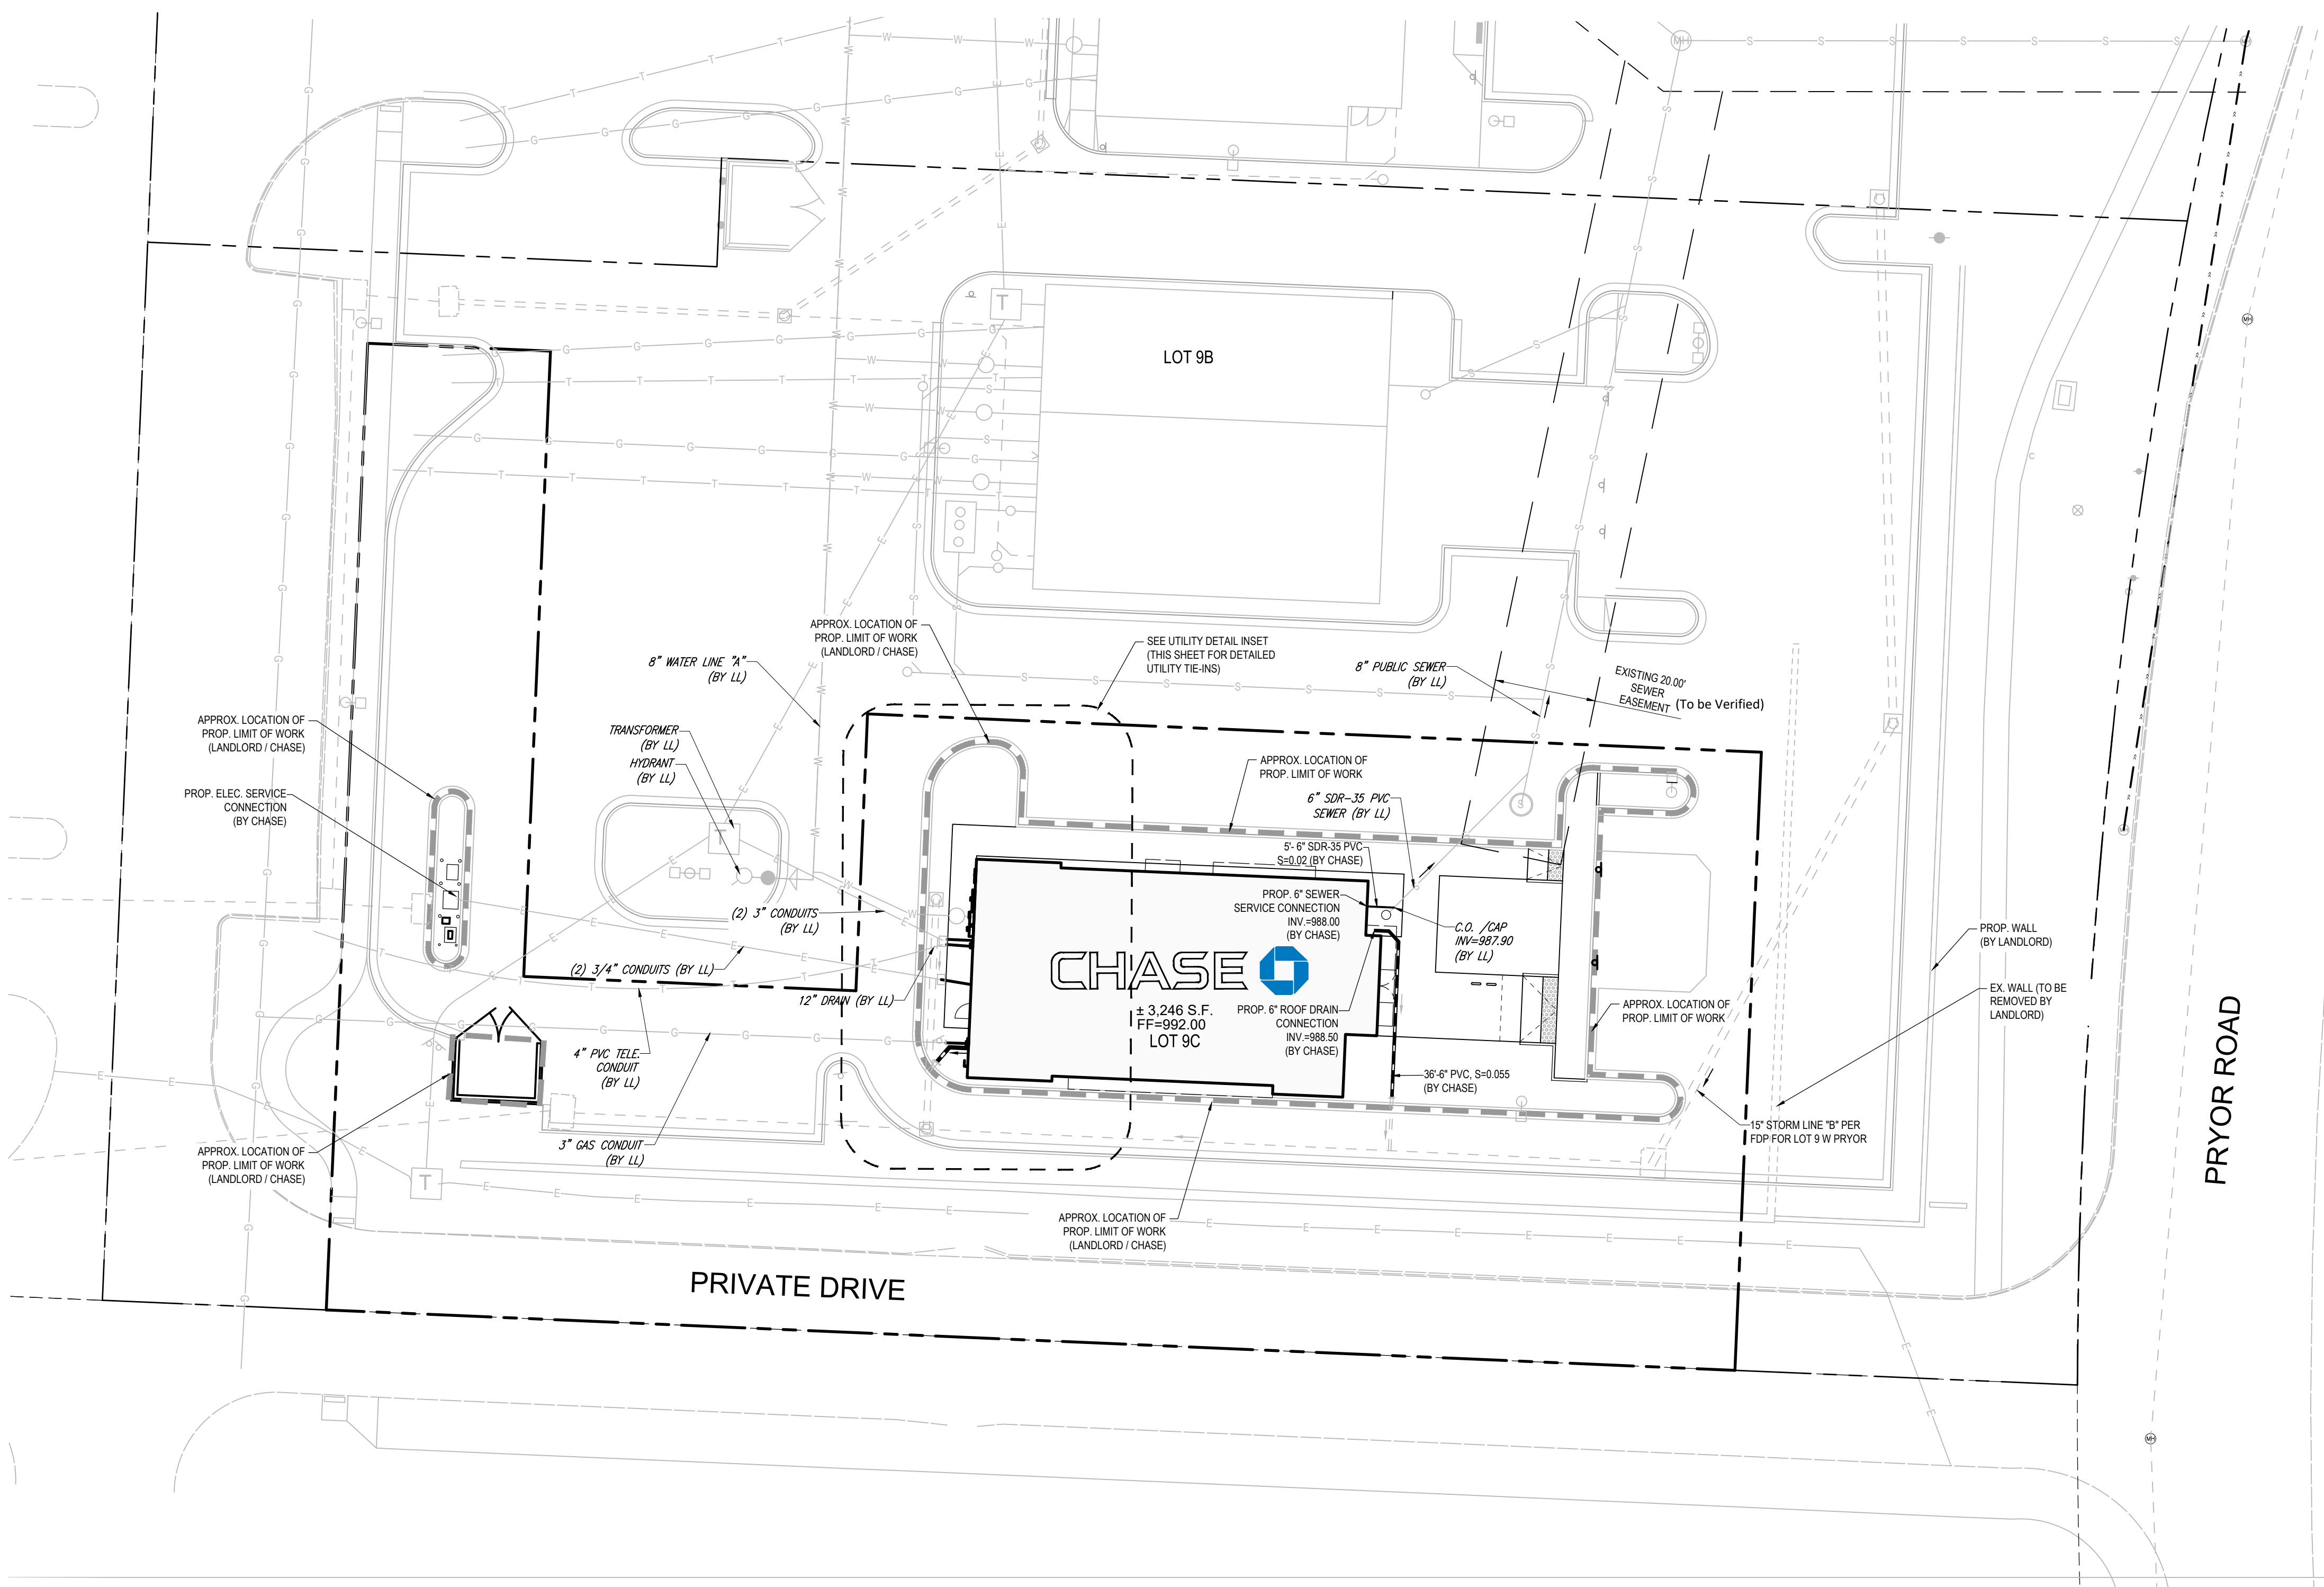 LOT 9B
APPROX. LOCATION OF
PROP. LIMIT OF WORK
(LANDLORD / CHASE)
SEE UTILITY DETAIL INSET
(THIS SHEET FOR DETAILED
UTILITY TIE-INS)
8" WATER LINE "A"
(BY LL)
8" PUBLIC SEWER
(BY LL)
EXISTING 20.00'
SEWER
EASEMENT (To be Verified)
APPROX. LOCATION OF
PROP. LIMIT OF WORK
(LANDLORD / CHASE)
TRANSFORMER
(BY LL)
HYDRANT
(BY LL)
APPROX. LOCATION OF
PROP. LIMIT OF WORK
PROP. ELEC. SERVICE
CONNECTION
(BY CHASE)
6" SDR-35 PVC
SEWER (BY LL)
5'- 6" SDR-35 PVC
S=0.02 (BY CHASE)
PROP. 6" SEWER
SERVICE CONNECTION
INV.=988.00
(BY CHASE)
(2) 3" CONDUITS
(BY LL)
C.O. /CAP
INV=987.90
(BY LL)
PROP. WALL
(BY LANDLORD)
(2) 3/4" CONDUITS (BY LL)
CHASE
12" DRAIN (BY LL)
EX. WALL (TO BE
REMOVED BY
LANDLORD)
± 3,246 S.F.
FF=992.00
LOT 9C
PROP. 6" ROOF DRAIN
CONNECTION
INV.=988.50
(BY CHASE)
APPROX. LOCATION OF
PROP. LIMIT OF WORK
4" PVC TELE.
CONDUIT
(BY LL)
36'-6" PVC, S=0.055
(BY CHASE)
PRYOR ROAD
15" STORM LINE "B" PER
FDP FOR LOT 9 W PRYOR
3" GAS CONDUIT
(BY LL)
APPROX. LOCATION OF
PROP. LIMIT OF WORK
(LANDLORD / CHASE)
APPROX. LOCATION OF
PROP. LIMIT OF WORK
(LANDLORD / CHASE)
PRIVATE DRIVE